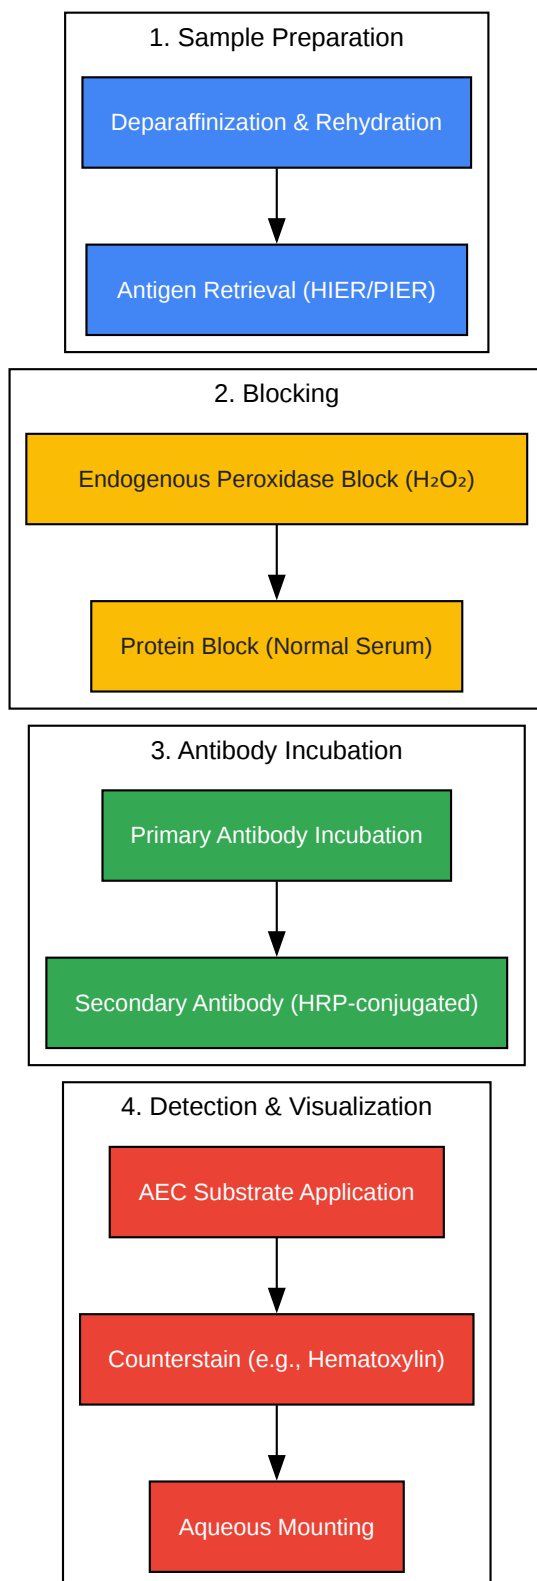 1. Sample Preparation
Deparaffinization & Rehydration
Antigen Retrieval (HIER/PIER)
2. Blocking
Endogenous Peroxidase Block (H₂O₂)
Protein Block (Normal Serum)
3. Antibody Incubation
Primary Antibody Incubation
Secondary Antibody (HRP-conjugated)
4. Detection & Visualization
AEC Substrate Application
Counterstain (e.g., Hematoxylin)
Aqueous Mounting